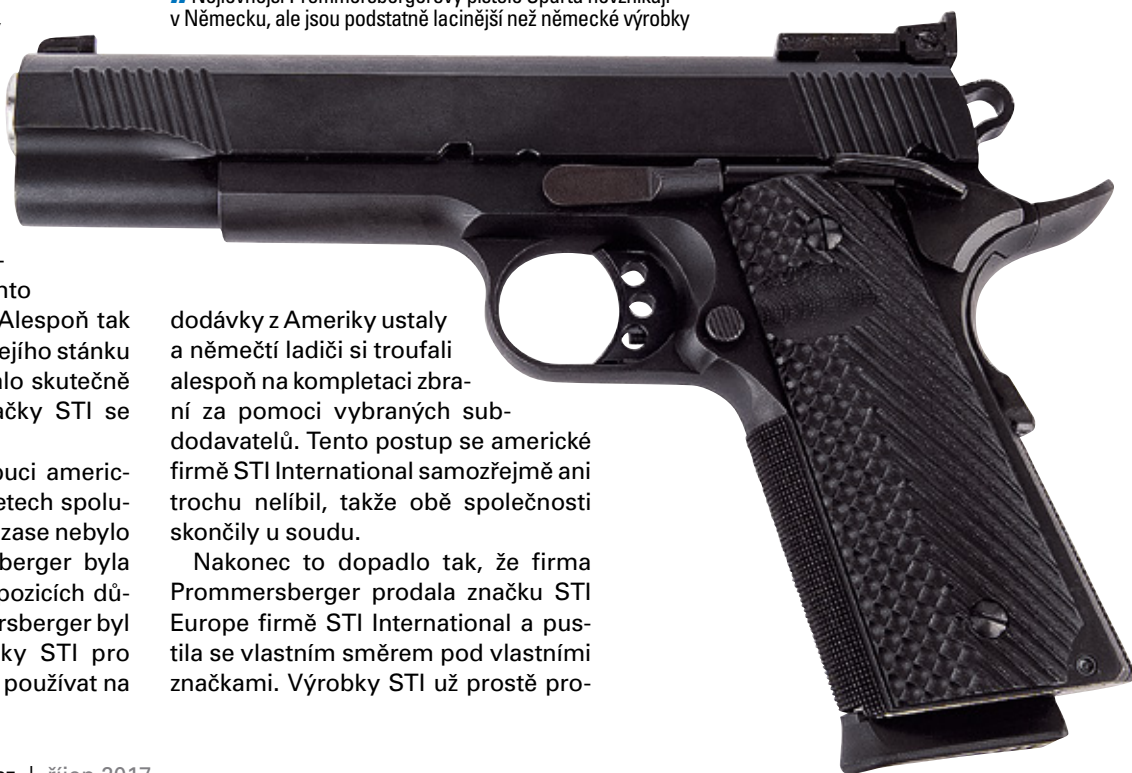 v Německu, ale jsou podstatně lacinější než německé výrobky
nto
Alespoň tak
ejího stánku
lo skutečně
ačky STI se
ouci americ-
etech spolu-
zase nebylo
berger byla
pozicích dů-
rsberger byl
ky STI pro
používat na
dodávky z Ameriky ustaly
a němečtí ladiči si troufali
alespoň na kompletaci zbra-
ní za pomoci vybraných sub-
dodavatelů. Tento postup se americké
firmě STI International samozřejmě ani
trochu nelíbil, takže obě společnosti
skončily u soudu.
Nakonec to dopadlo tak, že firma
Prommersberger prodala značku STI
Europe firmě STI International a pus-
tila se vlastním směrem pod vlastními
značkami. Výrobky STI už prostě pro-